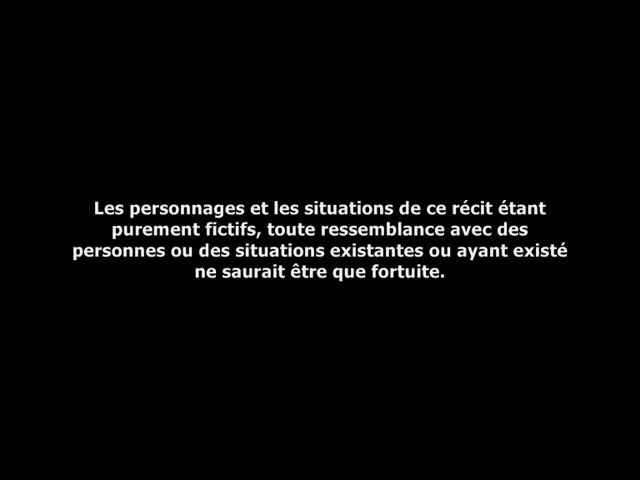 Les personnages et les situations de ce récit étant
purement fictifs, toute ressemblance avec des
personnes ou des situations existantes ou ayant existé
ne saurait être que fortuite.